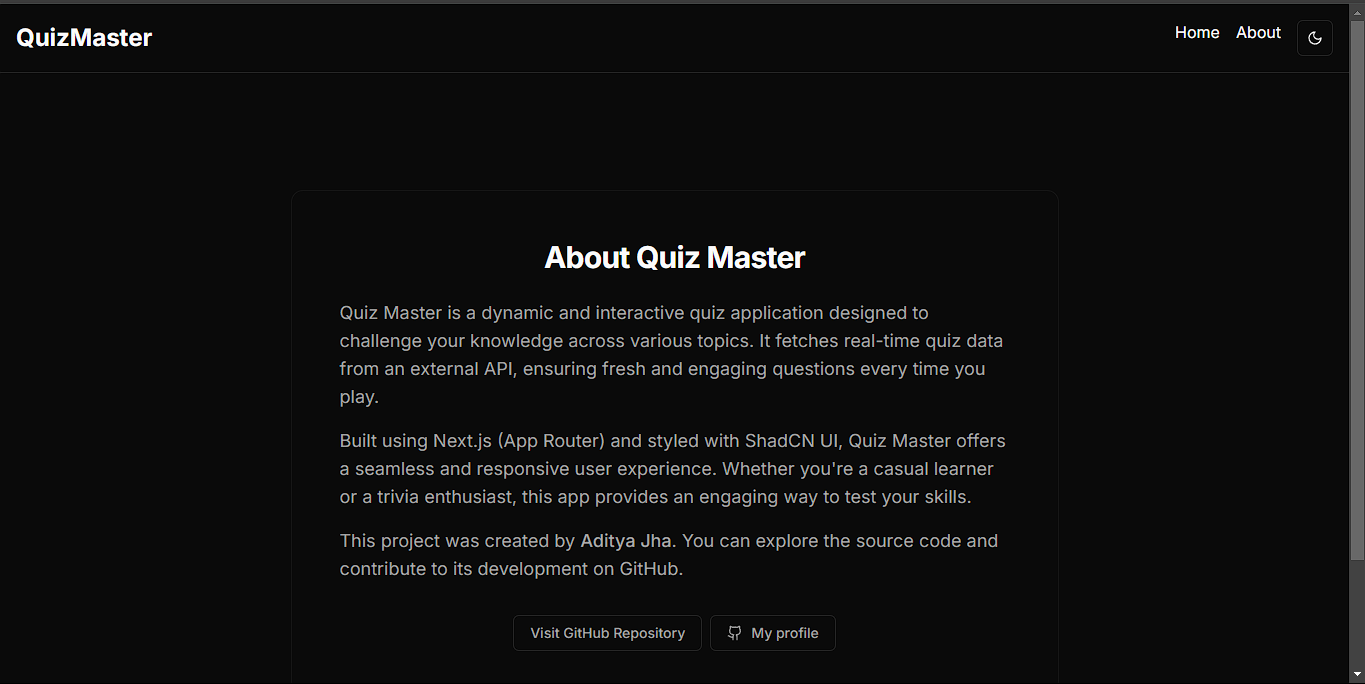 QuizMaster
Home About
About Quiz Master
Quiz Master is a dynamic and interactive quiz application designed to
challenge your knowledge across various topics. It fetches real-time quiz data
from an external API, ensuring fresh and engaging questions every time you
play.
Built using Next.js (App Router) and styled with ShadCN UI, Quiz Master offers
a seamless and responsive user experience. Whether you're a casual learner
or a trivia enthusiast, this app provides an engaging way to test your skills.
This project was created by Aditya Jha. You can explore the source code and
contribute to its development on GitHub.
Visit GitHub Repository My profile